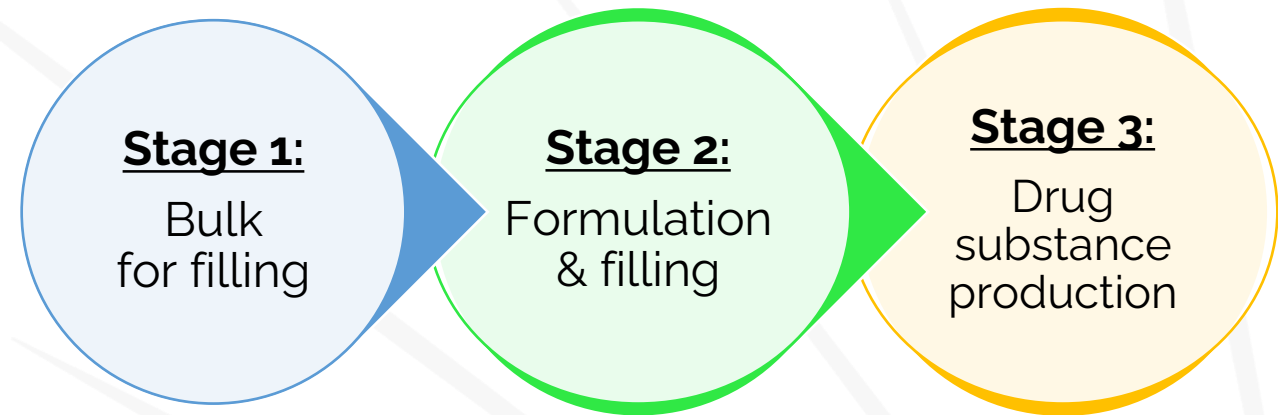 Stage 1:
Bulk
for filling
Stage 2:
Formulation
& filling
Stage 3:
Drug
substance
production